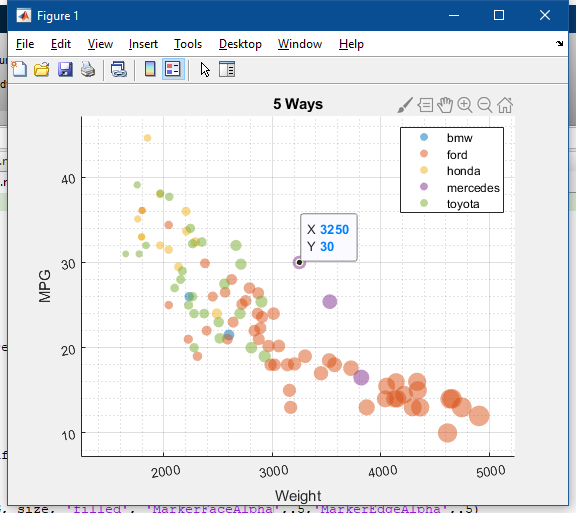 Figure 1
File Edit View Insert Tools Desktop Window Help
5 Ways
bmw
ford
honda
mercedes
toyota
X 3250
Y 30
MPG
40
30
20
10
2000 3000 4000 5000
Weight
size, 'filled', 'MarkerFaceAlpha',.5,'MarkerEdgeAlpha',.5)